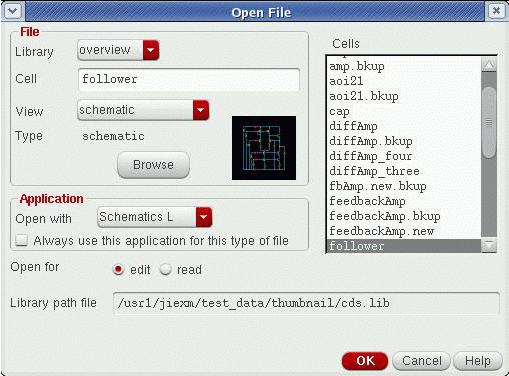 Open File
File
Library overview
Cell follower
View schematic
Type schematic
Browse
Application
Open with Schematics L
Always use this application for this type of file
Open for edit read
Library path file /usr1/jiexm/test_data/thumbnail/cds.lib
Cells
amp.bkup
aoi21
aoi21.bkup
cap
diffAmp
diffAmp.bkup
diffAmp_four
diffAmp_three
fbAmp.new.bkup
feedbackAmp
feedbackAmp.bkup
feedbackAmp.new
follower
OK Cancel Help